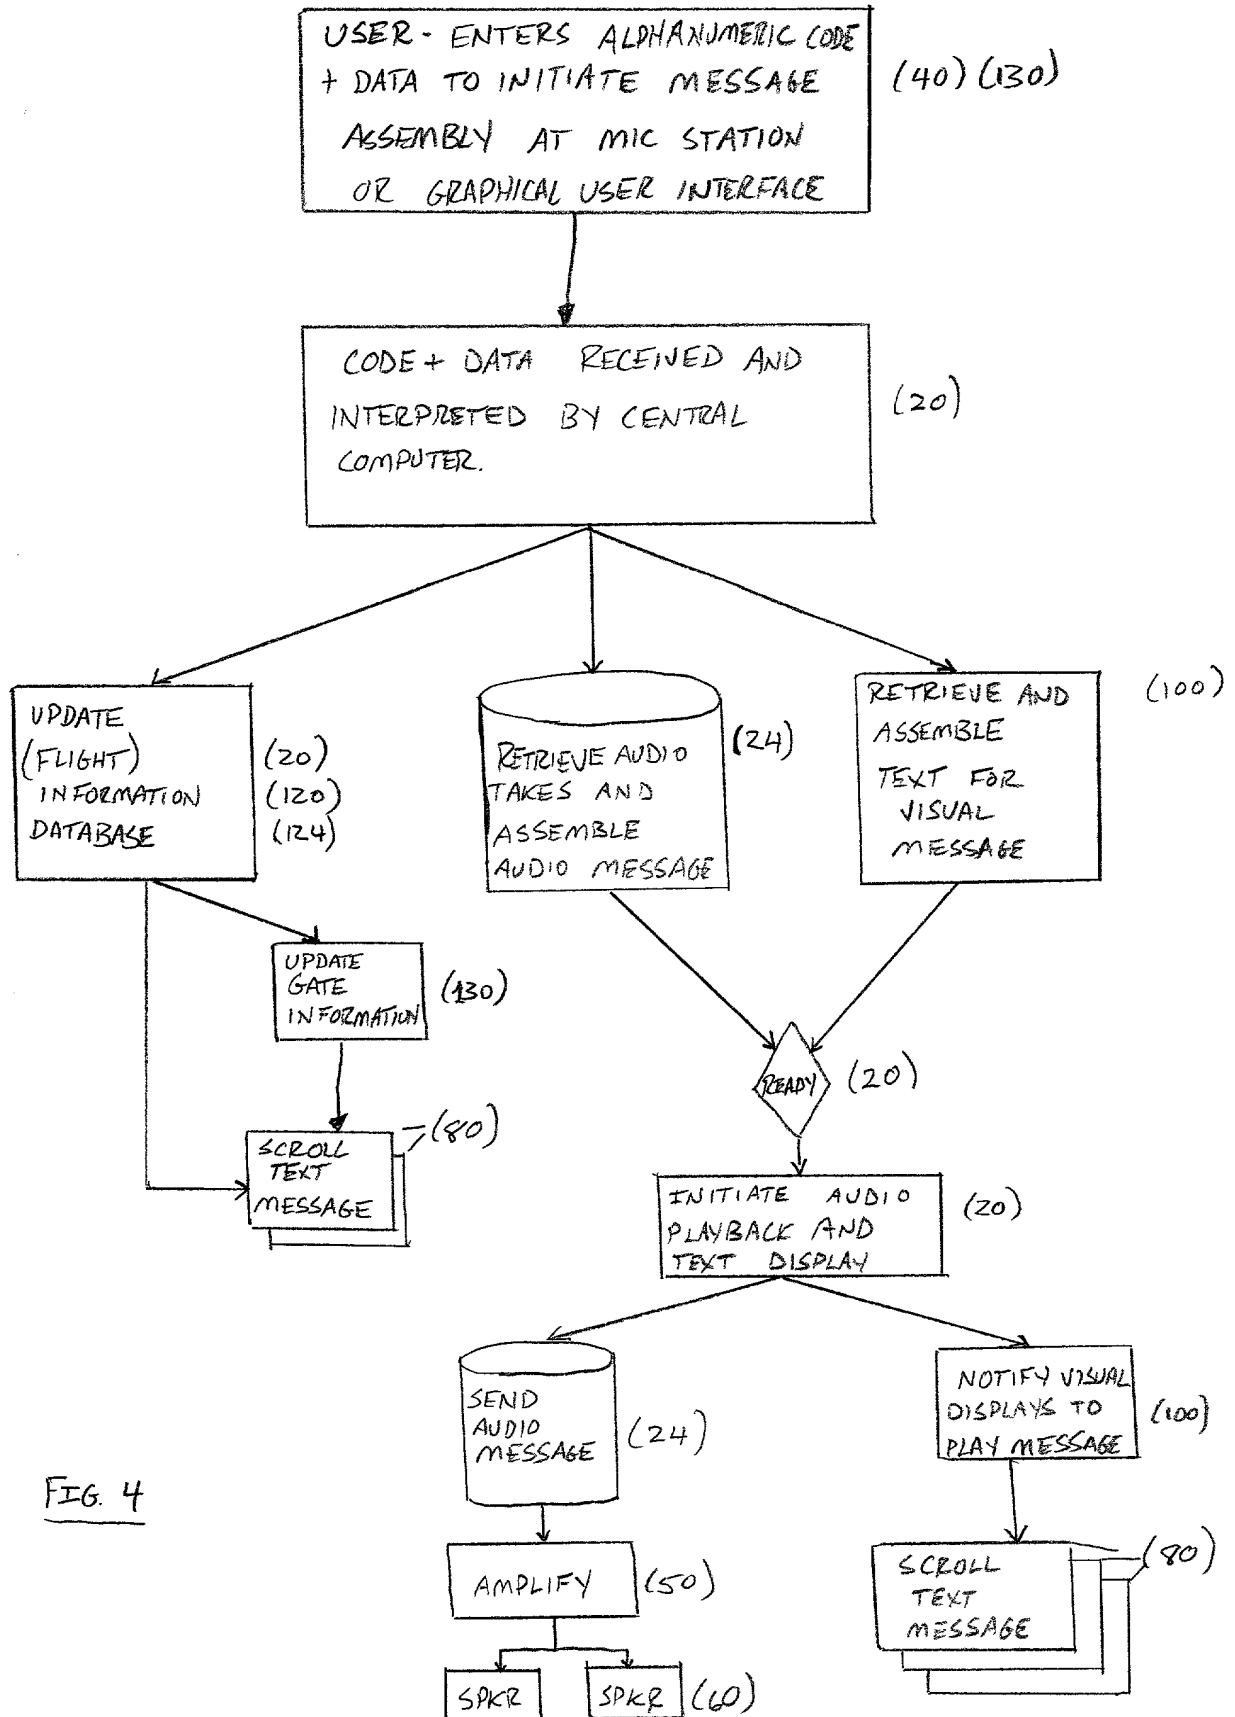 USER - ENTERS ALPHANUMERIC CODE
+ DATA TO INITIATE MESSAGE
ASSEMBLY AT MIC STATION
OR GRAPHICAL USER INTERFACE
(40) (130)
CODE + DATA RECEIVED AND
INTERPRETED BY CENTRAL
COMPUTER.
(20)
UPDATE
(FLIGHT)
INFORMATION
DATABASE
(20)
(120)
(124)
RETRIEVE AUDIO
TAKES AND
ASSEMBLE
AUDIO MESSAGE
(24)
RETRIEVE AND
ASSEMBLE
TEXT FOR
VISUAL
MESSAGE
(100)
UPDATE
GATE
INFORMATION
(130)
SCROLL
TEXT
MESSAGE
(80)
READY
(20)
INITIATE AUDIO
PLAYBACK AND
TEXT DISPLAY
(20)
SEND
AUDIO
MESSAGE
(24)
NOTIFY VISUAL
DISPLAYS TO
PLAY MESSAGE
(100)
FIG. 4
AMPLIFY
(50)
SCROLL
TEXT
MESSAGE
(80)
SPKR
SPKR
(60)